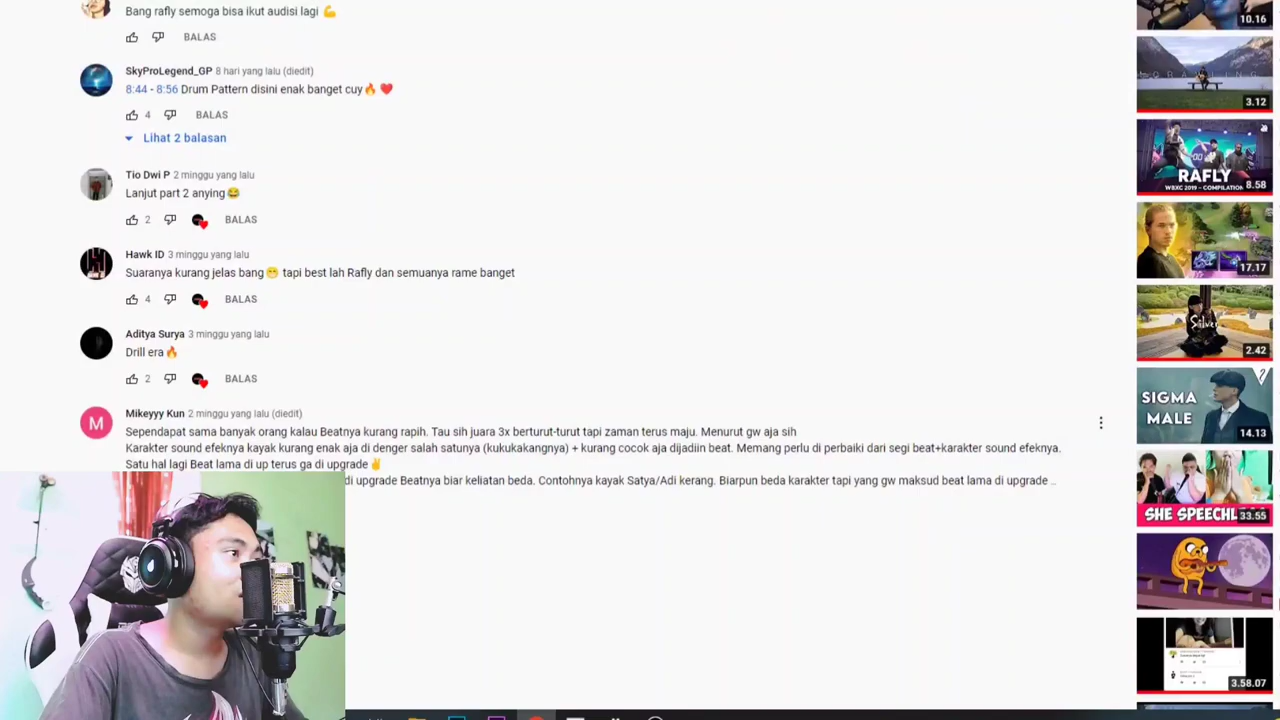 Bang rafly semoga bisa ikut audisi lagi 💪
BALAS
SkyProLegend_GP 8 hari yang lalu (diedit)
8:44 - 8:56 Drum Pattern disini enak banget cuy🔥 ❤️
4 BALAS
Lihat 2 balasan
Tio Dwi P 2 minggu yang lalu
Lanjut part 2 anying😂
2 BALAS
Hawk ID 3 minggu yang lalu
Suaranya kurang jelas bang😁 tapi best lah Rafly dan semuanya rame banget
4 BALAS
Aditya Surya 3 minggu yang lalu
Drill era🔥
2 BALAS
M
Mikeyyy Kun 2 minggu yang lalu (diedit)
Sependapat sama banyak orang kalau Beatnya kurang rapih. Tau sih juara 3x berturut-turut tapi zaman terus maju. Menurut gw aja sih
Karakter sound efeknya kayak kurang enak aja di denger salah satunya (kukukakangnya) + kurang cocok aja dijadiin beat. Memang perlu di perbaiki dari segi beat+karakter sound efeknya.
Satu hal lagi Beat lama di up terus ga di upgrade✌️
di upgrade Beatnya biar keliatan beda. Contohnya kayak Satya/Adi kerang. Biarpun beda karakter tapi yang gw maksud beat lama di upgrade ..
10.16
3.12
RAFLY
WBXC 2019 - COMPILATION
8.58
17.17
Silver
2.42
SIGMA
MALE
14.13
SHE SPEECHL
33.55
3.58.07